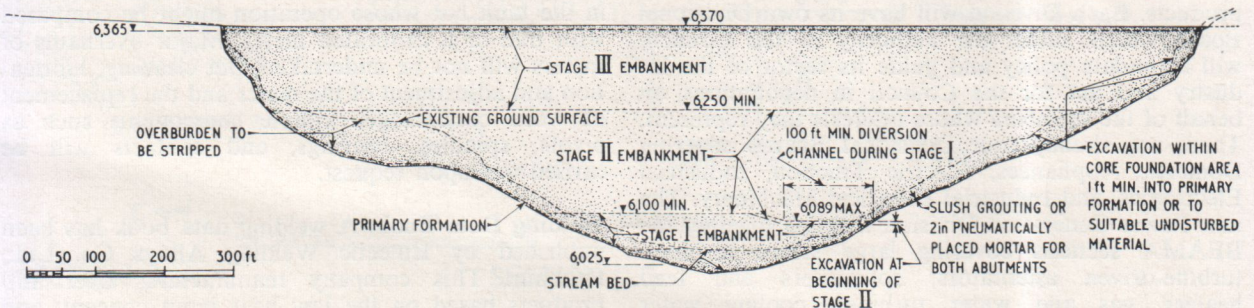 6,365
6,370
STAGE III EMBANKMENT
6,250 MIN.
EXISTING GROUND SURFACE
OVERBURDEN TO
BE STRIPPED
STAGE II EMBANKMENT
100 ft MIN. DIVERSION
CHANNEL DURING STAGE I
EXCAVATION WITHIN
CORE FOUNDATION AREA
1 ft MIN. INTO PRIMARY
FORMATION OR TO
SUITABLE UNDISTURBED
MATERIAL
PRIMARY FORMATION
6,100 MIN.
6,089 MAX
STAGE I EMBANKMENT
SLUSH GROUTING OR
2in PNEUMATICALLY
PLACED MORTAR FOR
BOTH ABUTMENTS
6,025
STREAM BED
EXCAVATION AT
BEGINNING OF
STAGE II
0 50 100 200 300 ft